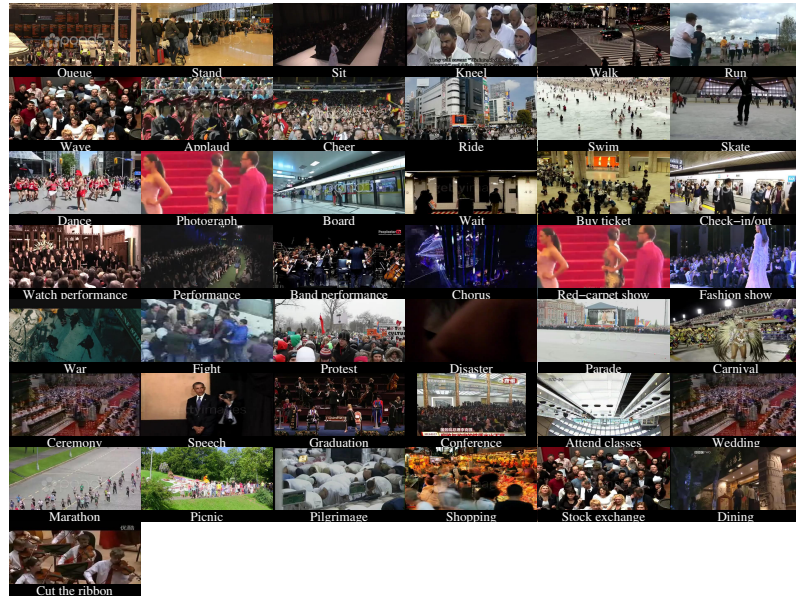 Queue Stand Sit Kneel Walk Run
Wave Applaud Cheer Ride Swim Skate
Dance Photograph Board Wait Buy ticket Check-in/out
Watch performance Performance Band performance Chorus Red-carpet show Fashion show
War Fight Protest Disaster Parade Carnival
Ceremony Speech Graduation Conference Attend classes Wedding
Marathon Picnic Pilgrimage Shopping Stock exchange Dining
Cut the ribbon